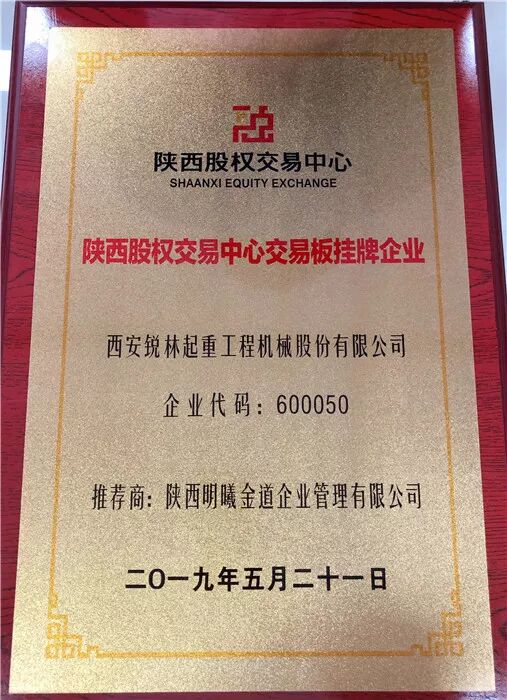 陕西股权交易中心
SHAANXI EQUITY EXCHANGE
陕西股权交易中心交易板挂牌企业
西安锐林起重工程机械股份有限公司
企业代码：600050
推荐商：陕西明曦金道企业管理有限公司
二〇一九年五月二十一日